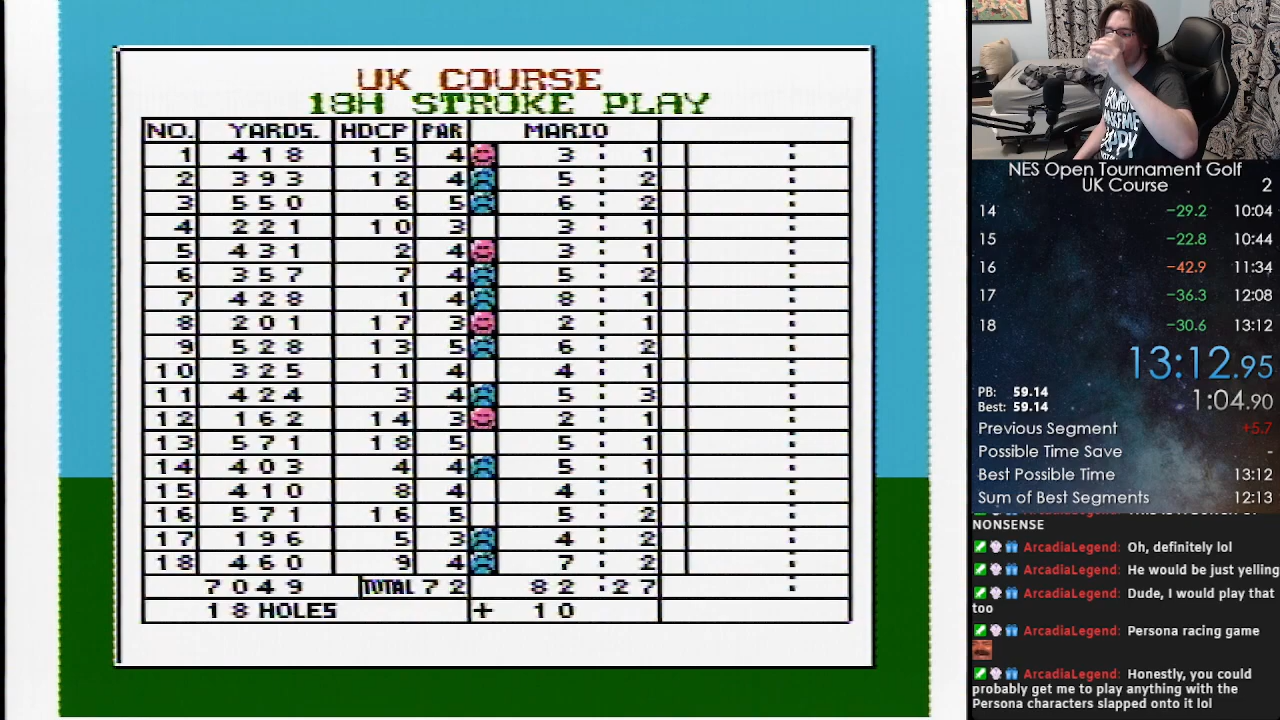 UK COURSE
18H STROKE PLAY
NO. YARDS. HDCP PAR MARIO
1 418 15 4 3 : 1 :
2 393 12 4 5 : 2 :
3 550 6 5 6 : 2 :
4 221 10 3 3 : 1 :
5 431 2 4 3 : 1 :
6 357 7 4 5 : 2 :
7 428 1 4 8 : 1 :
8 201 17 3 2 : 1 :
9 528 13 5 6 : 2 :
10 325 11 4 4 : 1 :
11 424 3 4 5 : 3 :
12 162 14 3 2 : 1 :
13 571 18 5 5 : 1 :
14 403 4 4 5 : 1 :
15 410 8 4 4 : 1 :
16 571 16 5 5 : 2 :
17 196 5 3 4 : 2 :
18 460 9 4 7 : 2 :
7049 TOTAL 72 82 : 27 :
18 HOLES + 10
NES Open Tournament Golf
UK Course 2
14 -29.2 10:04
15 -22.8 10:44
16 -42.9 11:34
17 -36.3 12:08
18 -30.6 13:12
13:12.95
PB: 59.14
Best: 59.14
1:04.90
Previous Segment +5.7
Possible Time Save -
Best Possible Time 13:12
Sum of Best Segments 12:13
NONSENSE
ArcadiaLegend: Oh, definitely lol
ArcadiaLegend: He would be just yelling
ArcadiaLegend: Dude, I would play that
too
ArcadiaLegend: Persona racing game
ArcadiaLegend: Honestly, you could
probably get me to play anything with the
Persona characters slapped onto it lol